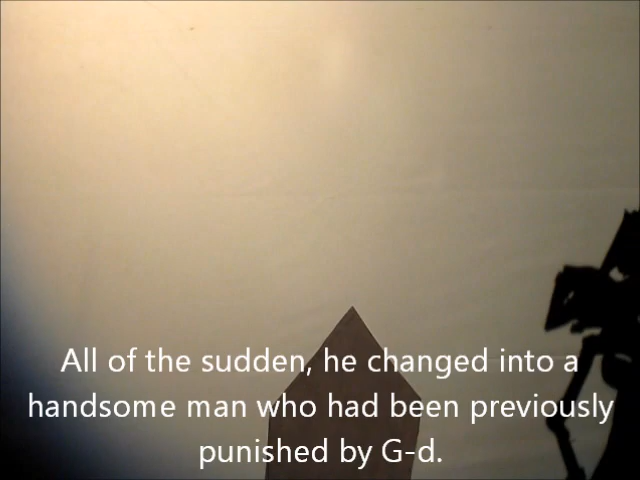 All of the sudden, he changed into a
handsome man who had been previously
punished by G-d.